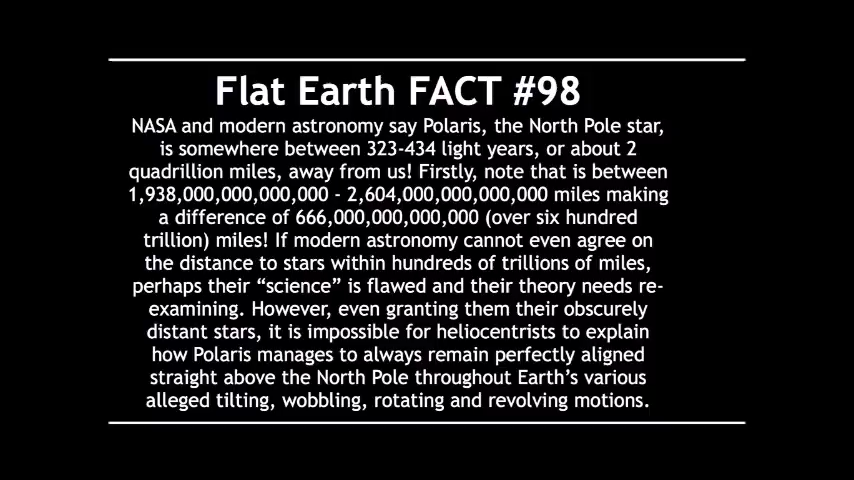 Flat Earth FACT #98
NASA and modern astronomy say Polaris, the North Pole star,
is somewhere between 323-434 light years, or about 2
quadrillion miles, away from us! Firstly, note that is between
1,938,000,000,000,000 - 2,604,000,000,000,000 miles making
a difference of 666,000,000,000,000 (over six hundred
trillion) miles! If modern astronomy cannot even agree on
the distance to stars within hundreds of trillions of miles,
perhaps their “science” is flawed and their theory needs re-
examining. However, even granting them their obscurely
distant stars, it is impossible for heliocentrists to explain
how Polaris manages to always remain perfectly aligned
straight above the North Pole throughout Earth’s various
alleged tilting, wobbling, rotating and revolving motions.